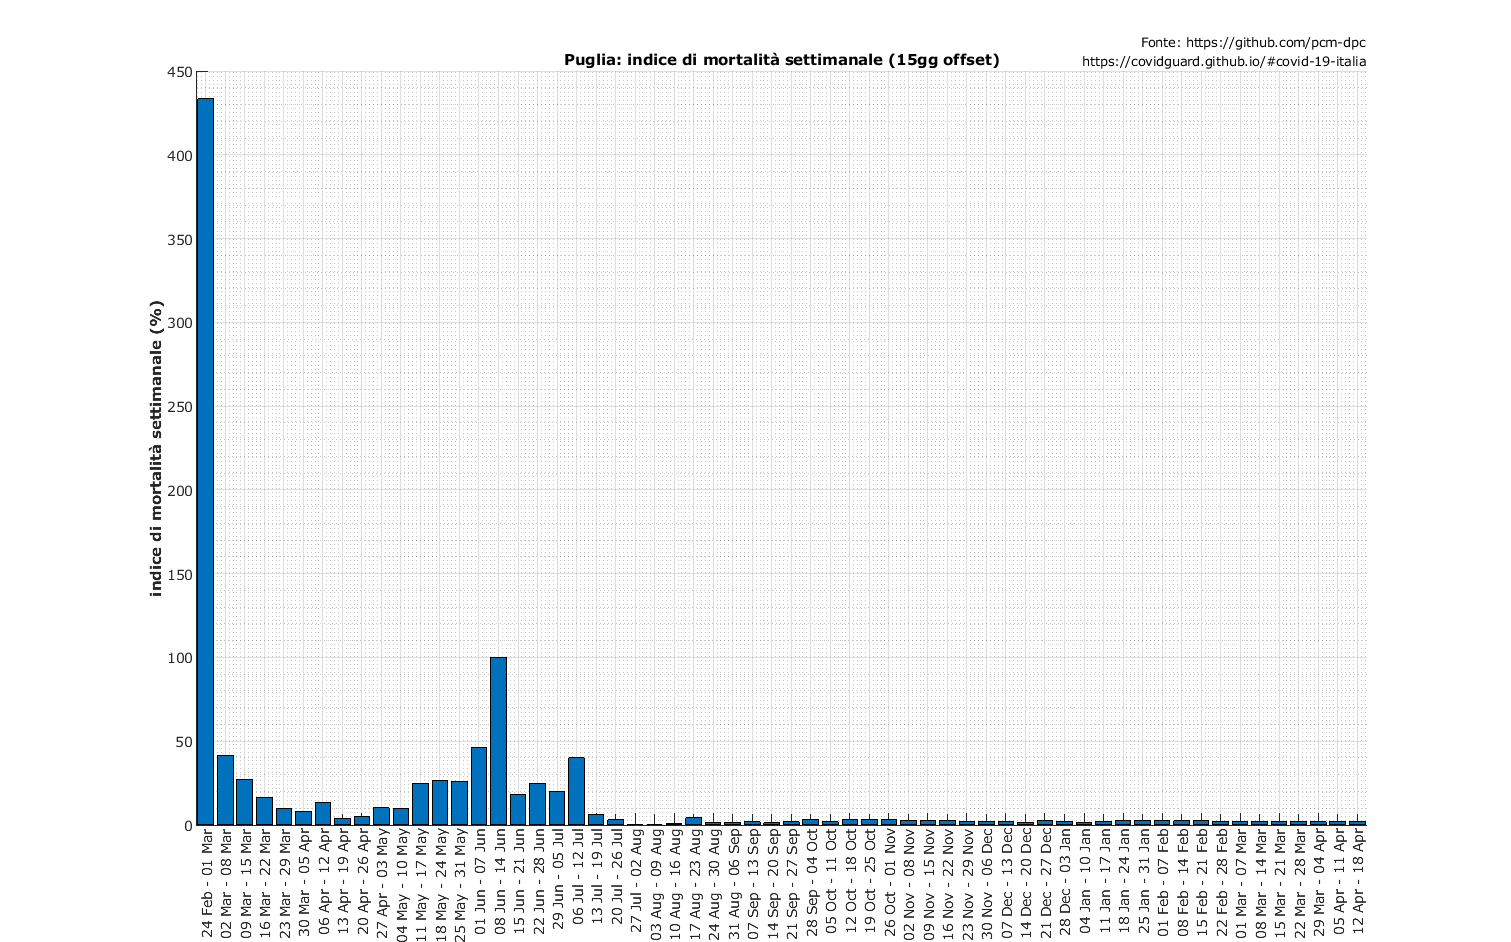 Fonte: https://github.com/pcm-dpc
Puglia: indice di mortalità settimanale (15gg offset)
https://covidguard.github.io/#covid-19-italia
indice di mortalità settimanale (%)
450
400
350
300
250
200
150
100
50
0
24 Feb - 01 Mar
02 Mar - 08 Mar
09 Mar - 15 Mar
16 Mar - 22 Mar
23 Mar - 29 Mar
30 Mar - 05 Apr
06 Apr - 12 Apr
13 Apr - 19 Apr
20 Apr - 26 Apr
27 Apr - 03 May
04 May - 10 May
11 May - 17 May
18 May - 24 May
25 May - 31 May
01 Jun - 07 Jun
08 Jun - 14 Jun
15 Jun - 21 Jun
22 Jun - 28 Jun
29 Jun - 05 Jul
06 Jul - 12 Jul
13 Jul - 19 Jul
20 Jul - 26 Jul
27 Jul - 02 Aug
03 Aug - 09 Aug
10 Aug - 16 Aug
17 Aug - 23 Aug
24 Aug - 30 Aug
31 Aug - 06 Sep
07 Sep - 13 Sep
14 Sep - 20 Sep
21 Sep - 27 Sep
28 Sep - 04 Oct
05 Oct - 11 Oct
12 Oct - 18 Oct
19 Oct - 25 Oct
26 Oct - 01 Nov
02 Nov - 08 Nov
09 Nov - 15 Nov
16 Nov - 22 Nov
23 Nov - 29 Nov
30 Nov - 06 Dec
07 Dec - 13 Dec
14 Dec - 20 Dec
21 Dec - 27 Dec
28 Dec - 03 Jan
04 Jan - 10 Jan
11 Jan - 17 Jan
18 Jan - 24 Jan
25 Jan - 31 Jan
01 Feb - 07 Feb
08 Feb - 14 Feb
15 Feb - 21 Feb
22 Feb - 28 Feb
01 Mar - 07 Mar
08 Mar - 14 Mar
15 Mar - 21 Mar
22 Mar - 28 Mar
29 Mar - 04 Apr
05 Apr - 11 Apr
12 Apr - 18 Apr